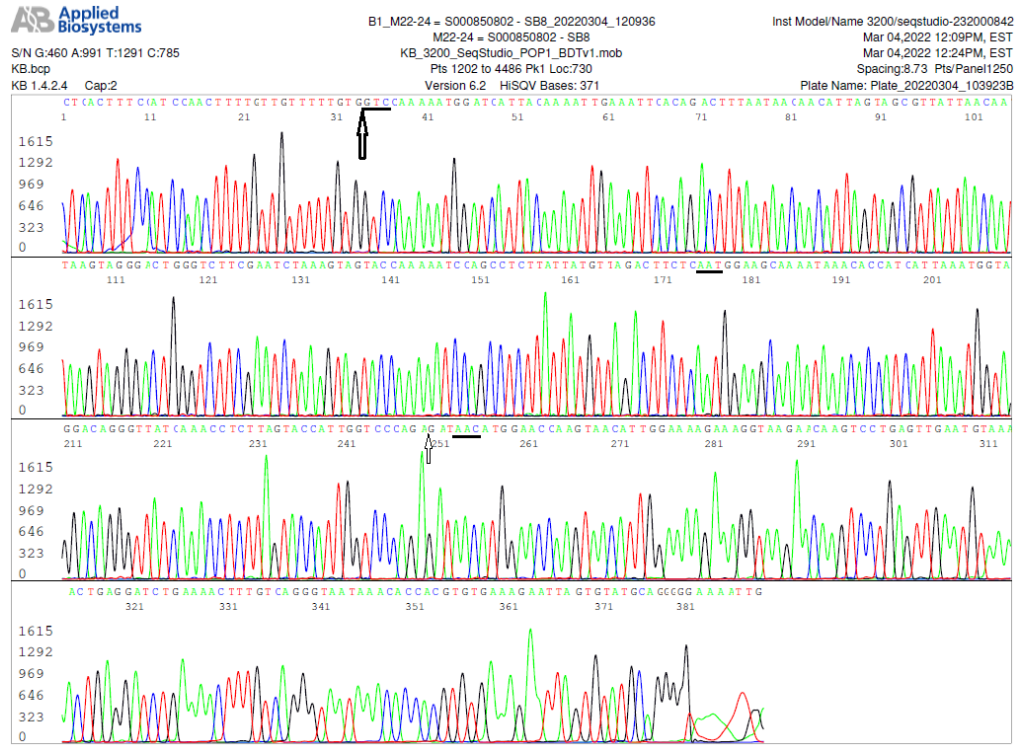 AB Applied
Biosystems
B1_M22-24 = S000850802 - SB8_20220304_120936
Inst Model/Name 3200/seqstudio-232000842
M22-24 = S000850802 - SB8
Mar 04,2022 12:09PM, EST
S/N G:460 A:991 T:1291 C:785
KB_3200_SeqStudio_POP1_BDTv1.mob
Mar 04,2022 12:24PM, EST
KB.bcp
Pts 1202 to 4486 Pk1 Loc:730
Spacing:8.73 Pts/Panel1250
KB 1.4.2.4 Cap:2
Version 6.2 HiSQV Bases: 371
Plate Name: Plate_20220304_103923B
CTCACTTTCCATCCAACTTTTGTTGTTTTTGTGGTCCAAAAATGGATCATTACAAAATTGAAATTCACAGACTTTAATAACAACATTAGTAGCGTTATTAACAA
1 11 21 31 41 51 61 71 81 91 101
1615
1292
969
646
323
0
TAAGTAGGGACTGGGTCTTCGAATCTAAAGTAGTACCAAAAATCCAGCCTCTTATTATGTTAGACTTCTCAATGGAAGCAAAATAAACACCATCATTAAATGGTA
111 121 131 141 151 161 171 181 191 201
1615
1292
969
646
323
0
GGACAGGGTTATCAAACCTCTTAGTACCATTGGTCCCAGAGATAACATGGAACCAAGTAACATTGGAAAAGAAAGGTAAGAACAAGTCCTGAGTTGAATGTAAA
211 221 231 241 251 261 271 281 291 301 311
1615
1292
969
646
323
0
ACTGAGGATCTGAAAACTTTGTCAGGGTAATAAACACCACGTGTGAAAGAATTAGTGTATGCAGGGGGAAAATTG
321 331 341 351 361 371 381
1615
1292
969
646
323
0